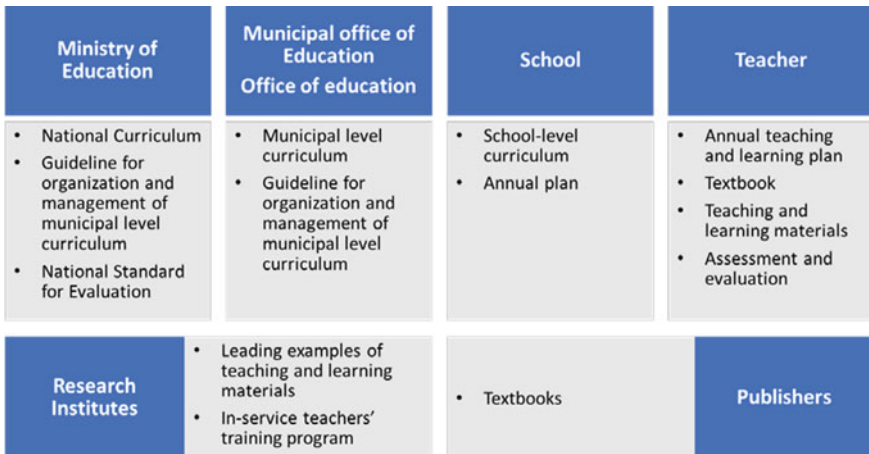 Ministry of
Education
Municipal office of
Education
Office of education
School
Teacher
• National Curriculum
• Guideline for
organization and
management of
municipal level
curriculum
• National Standard
for Evaluation
• Municipal level
curriculum
• Guideline for
organization and
management of
municipal level
curriculum
• School-level
curriculum
• Annual plan
• Annual teaching
and learning plan
• Textbook
• Teaching and
learning materials
• Assessment and
evaluation
Research
Institutes
• Leading examples of
teaching and learning
materials
• In-service teachers’
training program
• Textbooks
Publishers